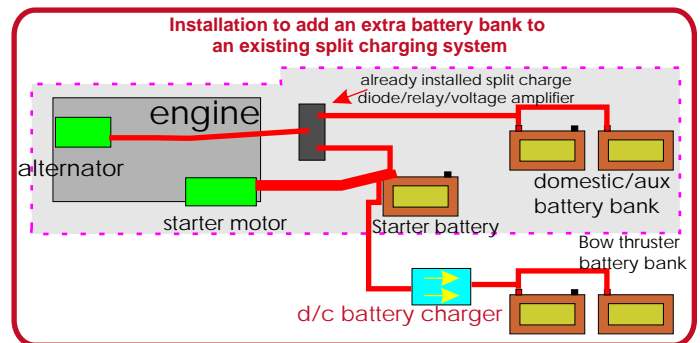 Installation to add an extra battery bank to
an existing split charging system
already installed split charge
diode/relay/voltage amplifier
engine
alternator
starter motor
Starter battery
domestic/aux
battery bank
Bow thruster
battery bank
d/c battery charger